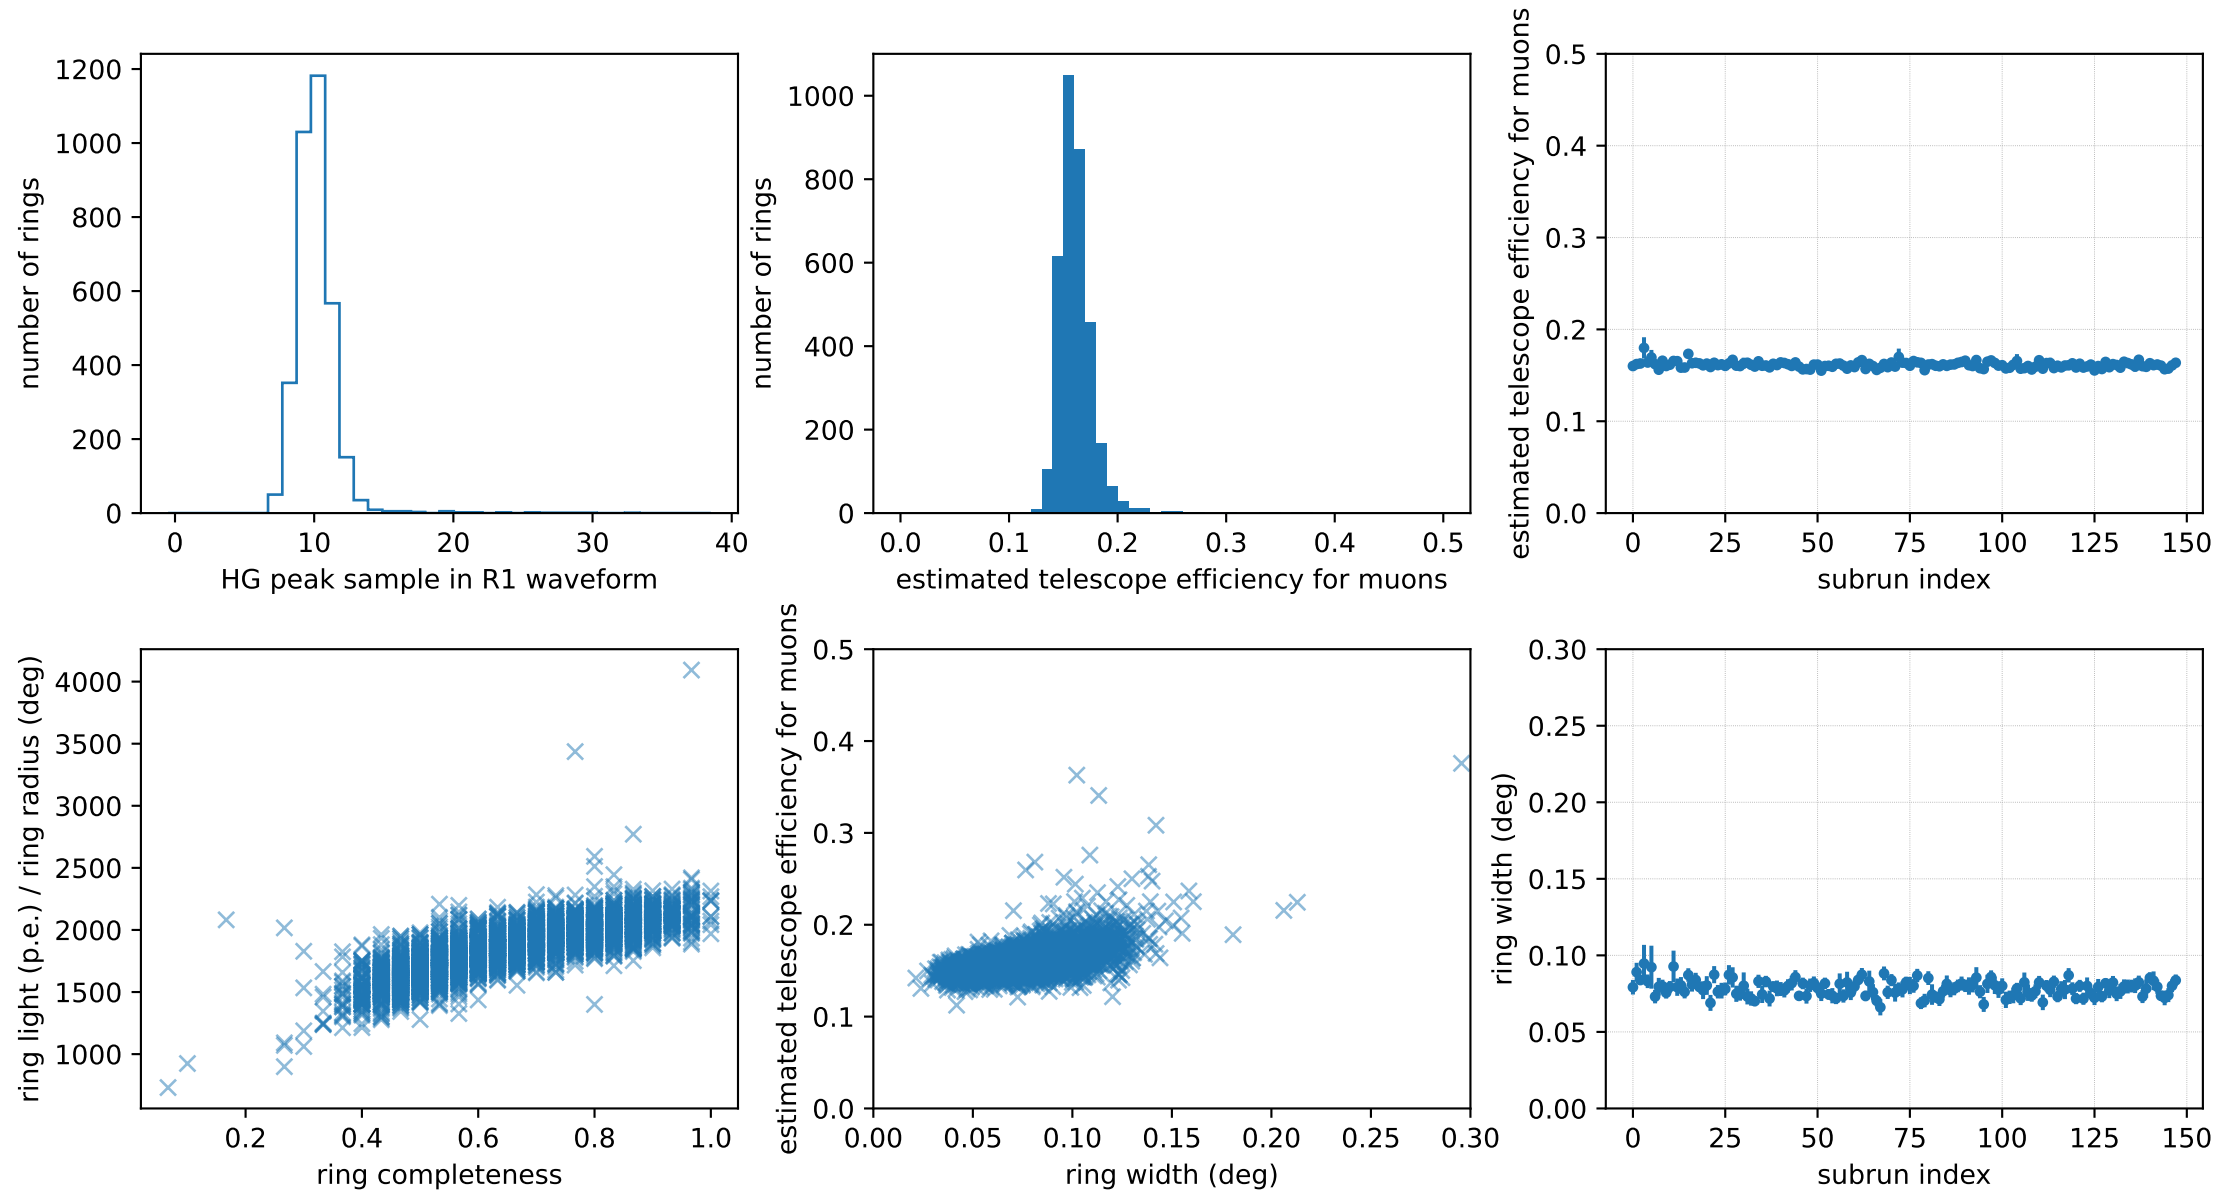 number of rings
1200
1000
800
600
400
200
0
0 10 20 30 40
HG peak sample in R1 waveform
number of rings
1000
800
600
400
200
0
0.0 0.1 0.2 0.3 0.4 0.5
estimated telescope efficiency for muons
estimated telescope efficiency for muons
0.5
0.4
0.3
0.2
0.1
0.0
0 25 50 75 100 125 150
subrun index
ring light (p.e.) / ring radius (deg)
4000
3500
3000
2500
2000
1500
1000
0.2 0.4 0.6 0.8 1.0
ring completeness
estimated telescope efficiency for muons
0.5
0.4
0.3
0.2
0.1
0.0
0.00 0.05 0.10 0.15 0.20 0.25 0.30
ring width (deg)
ring width (deg)
0.30
0.25
0.20
0.15
0.10
0.05
0.00
0 25 50 75 100 125 150
subrun index